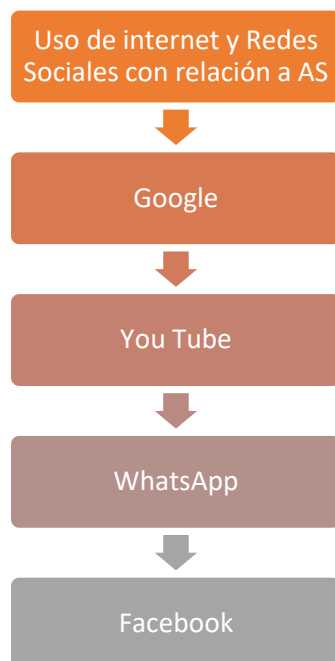 Uso de internet y Redes
Sociales con relación a AS
Google
You Tube
WhatsApp
Facebook